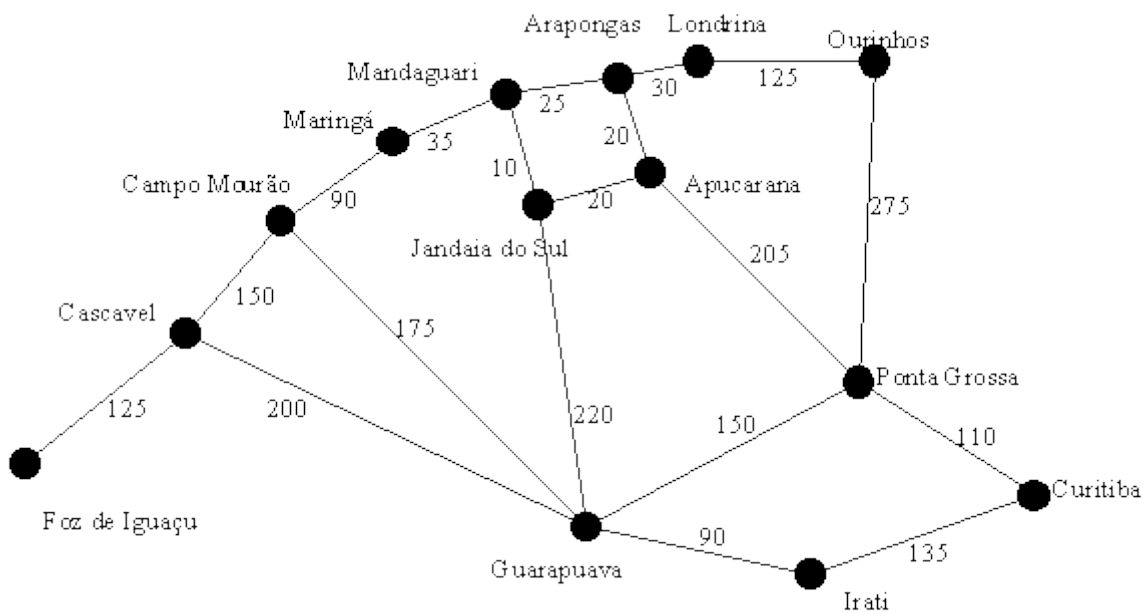 Arapongas
Londrina
Ourinhos
Mandaguari
25
30
125
Maringá
35
20
10
Campo Mourão
90
20
Apucarana
275
Jandaia do Sul
205
150
Cascavel
175
Ponta Grossa
125
200
220
150
110
Curitiba
Foz de Iguaçu
90
135
Guarapuava
Irati